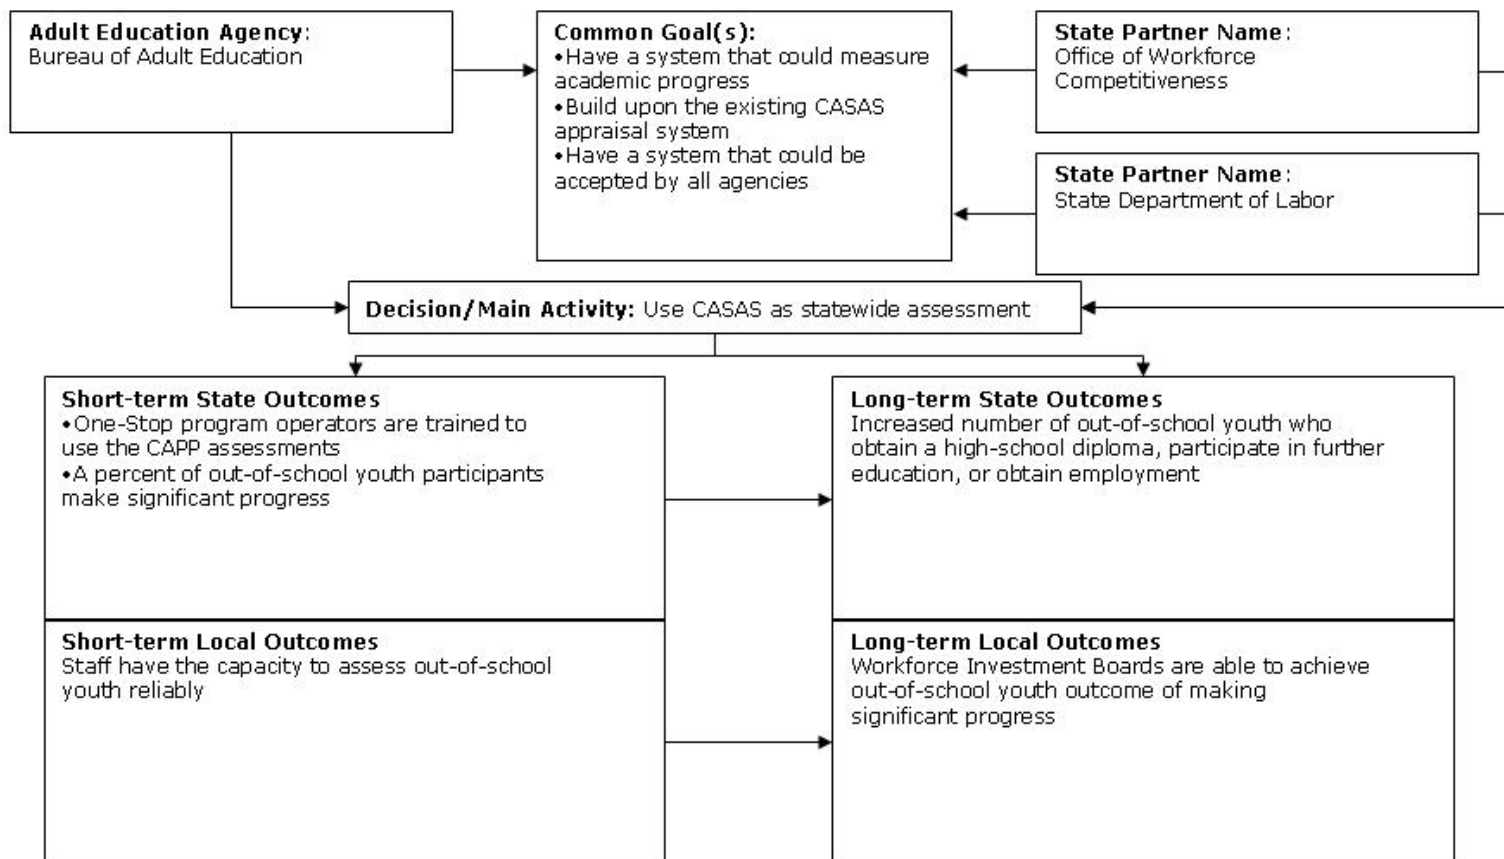 Adult Education Agency:
Bureau of Adult Education
Common Goal(s):
•Have a system that could measure
academic progress
•Build upon the existing CASAS
appraisal system
•Have a system that could be
accepted by all agencies
State Partner Name:
Office of Workforce
Competitiveness
State Partner Name:
State Department of Labor
Decision/Main Activity: Use CASAS as statewide assessment
Short-term State Outcomes
•One-Stop program operators are trained to
use the CAPP assessments
•A percent of out-of-school youth participants
make significant progress
Long-term State Outcomes
Increased number of out-of-school youth who
obtain a high-school diploma, participate in further
education, or obtain employment
Short-term Local Outcomes
Staff have the capacity to assess out-of-school
youth reliably
Long-term Local Outcomes
Workforce Investment Boards are able to achieve
out-of-school youth outcome of making
significant progress